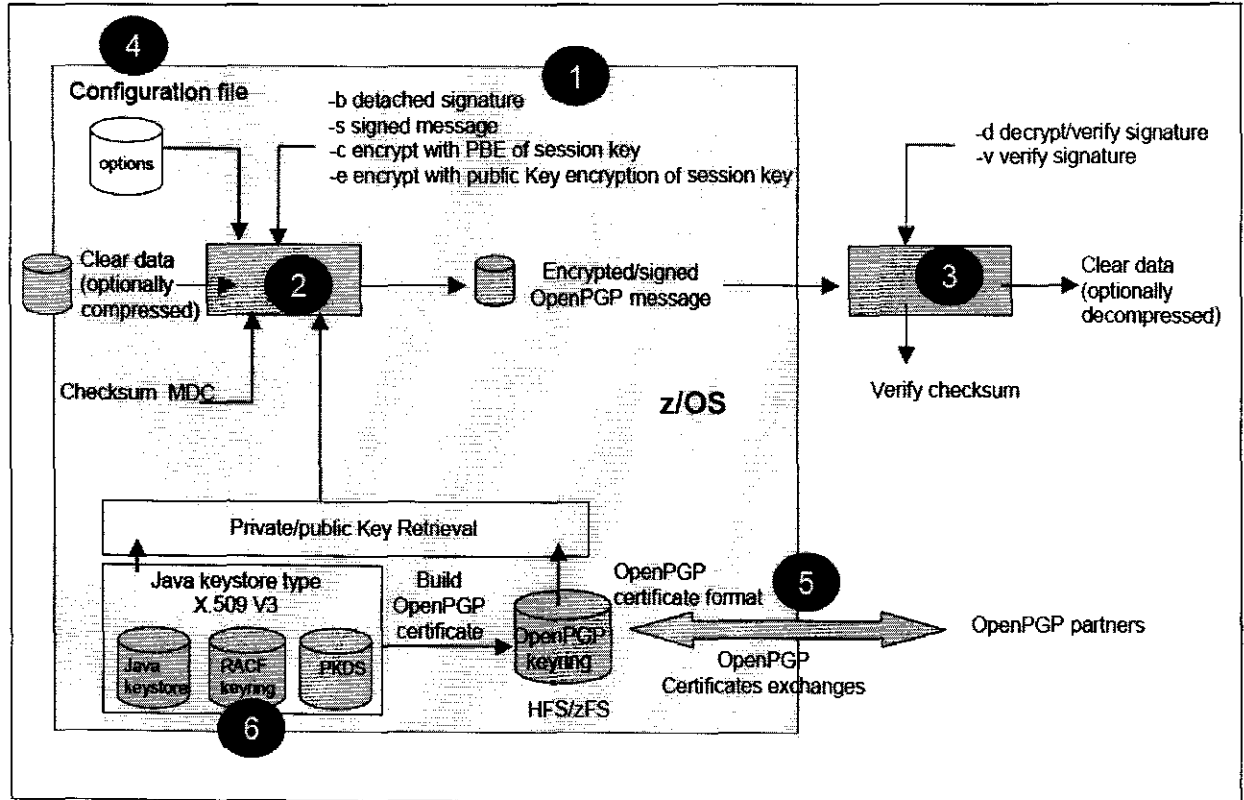 4
1
Configuration file
options
-b detached signature
-s signed message
-c encrypt with PBE of session key
-e encrypt with public Key encryption of session key
-d decrypt/verify signature
-v verify signature
Clear data
(optionally
compressed)
2
Encrypted/signed
OpenPGP message
3
Clear data
(optionally
decompressed)
Checksum MDC
z/OS
Verify checksum
Private/public Key Retrieval
Java keystore type
X.509 V3
Java
keystore
RACF
keyring
PKDS
6
Build
OpenPGP
certificate
OpenPGP
keyring
HFS/zFS
OpenPGP
certificate format
5
OpenPGP
Certificates exchanges
OpenPGP partners